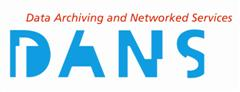 Data Archiving and Networked Services
DANS